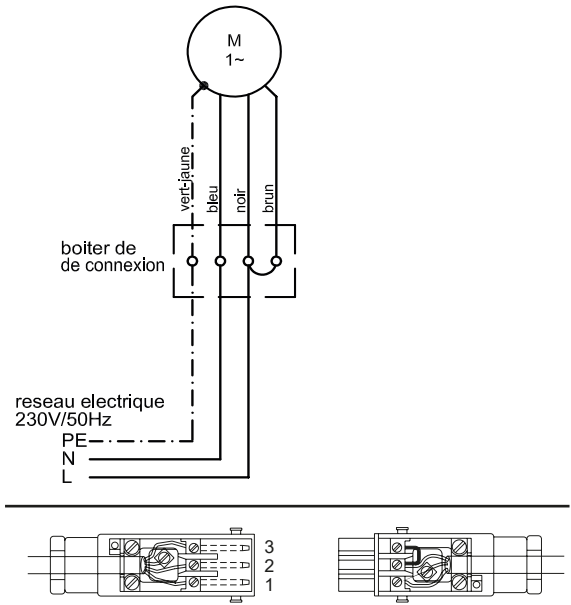 M
1~
vert-jaune
bleu
noir
brun
boiter de
de connexion
reseau electrique
230V/50Hz
PE
N
L
3
2
1